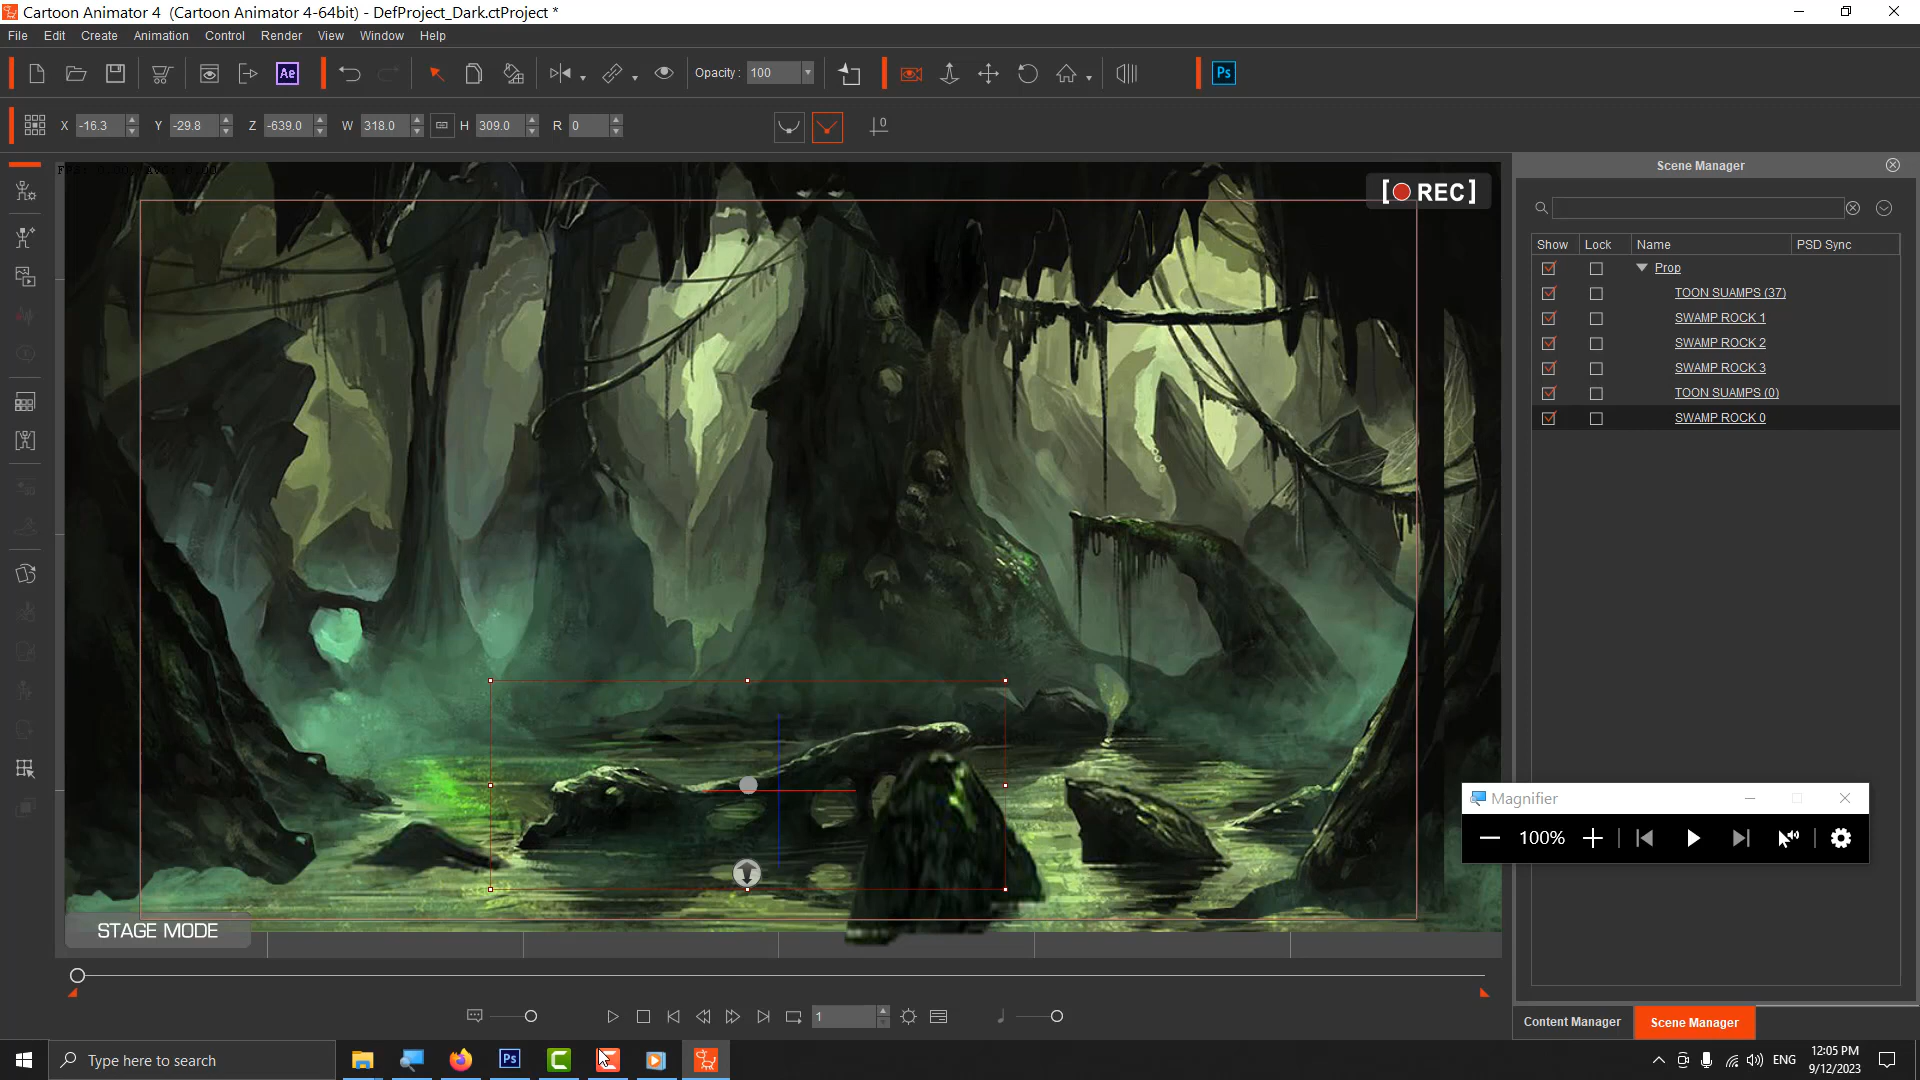 Cartoon Animator 4 (Cartoon Animator 4-64bit) - DefProject_Dark.ctProject *
File Edit Create Animation Control Render View Window Help
Ae Opacity : 100 Ps
X -16.3 Y -29.8 Z -639.0 W 318.0 H 309.0 R 0 0
Scene Manager
[ REC ]
Show Lock Name PSD Sync
Prop
TOON SUAMPS (37)
SWAMP ROCK 1
SWAMP ROCK 2
SWAMP ROCK 3
TOON SUAMPS (0)
SWAMP ROCK 0
Magnifier
100%
STAGE MODE
1
Content Manager Scene Manager
Type here to search
Ps
ENG
12:05 PM
9/12/2023